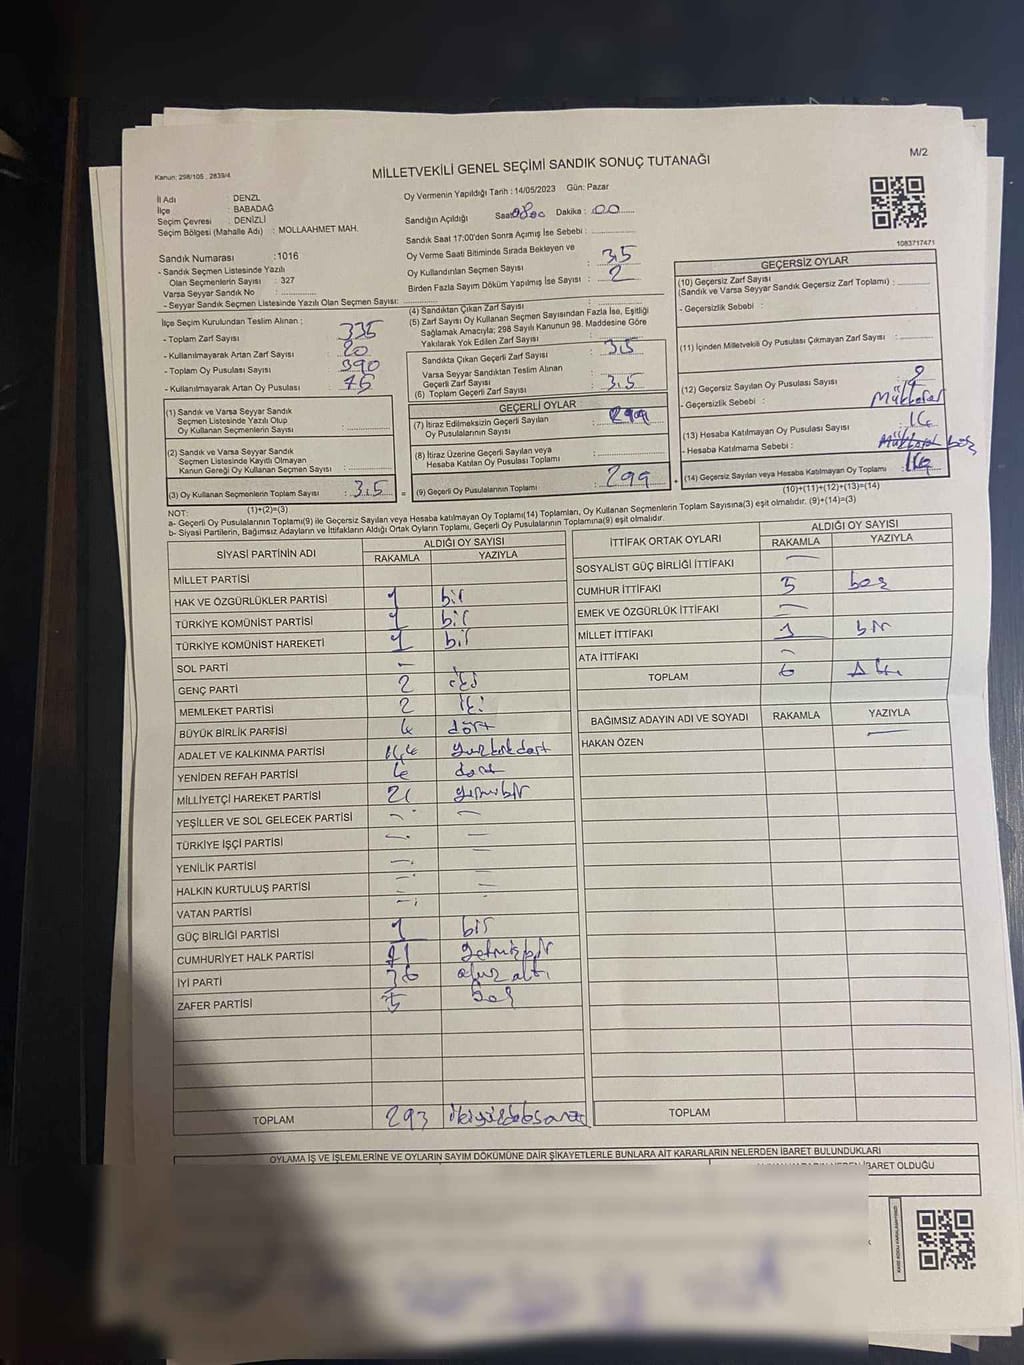 M/2
Kanun: 298/105 , 2839/4
MİLLETVEKİLİ GENEL SEÇİMİ SANDIK SONUÇ TUTANAĞI
İl Adı : DENZL
İlçe : BABADAĞ
Seçim Çevresi : DENİZLİ
Seçim Bölgesi (Mahalle Adı) : MOLLAAHMET MAH.
Oy Vermenin Yapıldığı Tarih : 14/05/2023 Gün: Pazar
Sandığın Açıldığı Saat Dakika : 00
1083717471
Sandık Numarası :1016
- Sandık Seçmen Listesinde Yazılı
Olan Seçmenlerin Sayısı : 327
Varsa Seyyar Sandık No :
- Seyyar Sandık Seçmen Listesinde Yazılı Olan Seçmen Sayısı:
Sandık Saat 17:00'den Sonra Açımış İse Sebebi :
Oy Verme Saati Bitiminde Sırada Bekleyen ve
Oy Kullandırılan Seçmen Sayısı : 3,5
Birden Fazla Sayım Döküm Yapılmış İse Sayısı : 2
İlçe Seçim Kurulundan Teslim Alınan ;
- Toplam Zarf Sayısı : 335
- Kullanılmayarak Artan Zarf Sayısı : 20
- Toplam Oy Pusulası Sayısı : 390
- Kullanılmayarak Artan Oy Pusulası : 75
(4) Sandıktan Çıkan Zarf Sayısı :
(5) Zarf Sayısı Oy Kullanan Seçmen Sayısından Fazla İse, Eşitliği
Sağlamak Amacıyla; 298 Sayılı Kanunun 98. Maddesine Göre
Yakılarak Yok Edilen Zarf Sayısı :
Sandıkta Çıkan Geçerli Zarf Sayısı : 3,5
Varsa Seyyar Sandıktan Teslim Alınan
Geçerli Zarf Sayısı :
(6) Toplam Geçerli Zarf Sayısı : 3,5
GEÇERSİZ OYLAR
(10) Geçersiz Zarf Sayısı
(Sandık ve Varsa Seyyar Sandık Geçersiz Zarf Toplamı) :
- Geçersizlik Sebebi :
(11) İçinden Milletvekili Oy Pusulası Çıkmayan Zarf Sayısı :
(12) Geçersiz Sayılan Oy Pusulası Sayısı :
- Geçersizlik Sebebi :
(13) Hesaba Katılmayan Oy Pusulası Sayısı :
- Hesaba Katılmama Sebebi : boş
(14) Geçersiz Sayılan veya Hesaba Katılmayan Oy Toplamı :
(10)+(11)+(12)+(13)=(14)
(1) Sandık ve Varsa Seyyar Sandık
Seçmen Listesinde Yazılı Olup
Oy Kullanan Seçmenlerin Sayısı :
(2) Sandık ve Varsa Seyyar Sandık
Seçmen Listesinde Kayıtlı Olmayan
Kanun Gereği Oy Kullanan Seçmen Sayısı :
(3) Oy Kullanan Seçmenlerin Toplam Sayısı : 3,5 =
(1)+(2)=(3)
GEÇERLİ OYLAR
(7) İtiraz Edilmeksizin Geçerli Sayılan
Oy Pusulalarının Sayısı :
(8) İtiraz Üzerine Geçerli Sayılan veya
Hesaba Katılan Oy Pusulası Toplamı :
(9) Geçerli Oy Pusulalarının Toplamı : 299 +
NOT:
a- Geçerli Oy Pusulalarının Toplamı(9) ile Geçersiz Sayılan veya Hesaba katılmayan Oy Toplamı(14) Toplamları, Oy Kullanan Seçmenlerin Toplam Sayısına(3) eşit olmalıdır. (9)+(14)=(3)
b- Siyasi Partilerin, Bağımsız Adayların ve İttifakların Aldığı Ortak Oyların Toplamı, Geçerli Oy Pusulalarının Toplamına(9) eşit olmalıdır.
SİYASİ PARTİNİN ADI ALDIĞI OY SAYISI
RAKAMLA YAZIYLA
MİLLET PARTİSİ
HAK VE ÖZGÜRLÜKLER PARTİSİ 1 bir
TÜRKİYE KOMÜNİST PARTİSİ 1 bir
TÜRKİYE KOMÜNİST HAREKETİ 1 bir
SOL PARTİ –
GENÇ PARTİ 2 iki
MEMLEKET PARTİSİ 2 iki
BÜYÜK BİRLİK PARTİSİ 4 dört
ADALET VE KALKINMA PARTİSİ 144 yüzkırkdört
YENİDEN REFAH PARTİSİ 4 dört
MİLLİYETÇİ HAREKET PARTİSİ 21 yirmibir
YEŞİLLER VE SOL GELECEK PARTİSİ – –
TÜRKİYE İŞÇİ PARTİSİ – –
YENİLİK PARTİSİ – –
HALKIN KURTULUŞ PARTİSİ – –
VATAN PARTİSİ – –
GÜÇ BİRLİĞİ PARTİSİ 1 bir
CUMHURİYET HALK PARTİSİ 71 yetmişbir
İYİ PARTİ 36 otuz altı
ZAFER PARTİSİ 5 beş
TOPLAM 293
İTTİFAK ORTAK OYLARI ALDIĞI OY SAYISI
RAKAMLA YAZIYLA
SOSYALİST GÜÇ BİRLİĞİ İTTİFAKI –
CUMHUR İTTİFAKI 5 beş
EMEK VE ÖZGÜRLÜK İTTİFAKI –
MİLLET İTTİFAKI 1 bir
ATA İTTİFAKI –
TOPLAM 6 Altı
BAĞIMSIZ ADAYIN ADI VE SOYADI RAKAMLA YAZIYLA
HAKAN ÖZEN –
TOPLAM
OYLAMA İŞ VE İŞLEMLERİNE VE OYLARIN SAYIM DÖKÜMÜNE DAİR ŞİKAYETLERLE BUNLARA AİT KARARLARIN NELERDEN İBARET BULUNDUKLARI
İBARET OLDUĞU